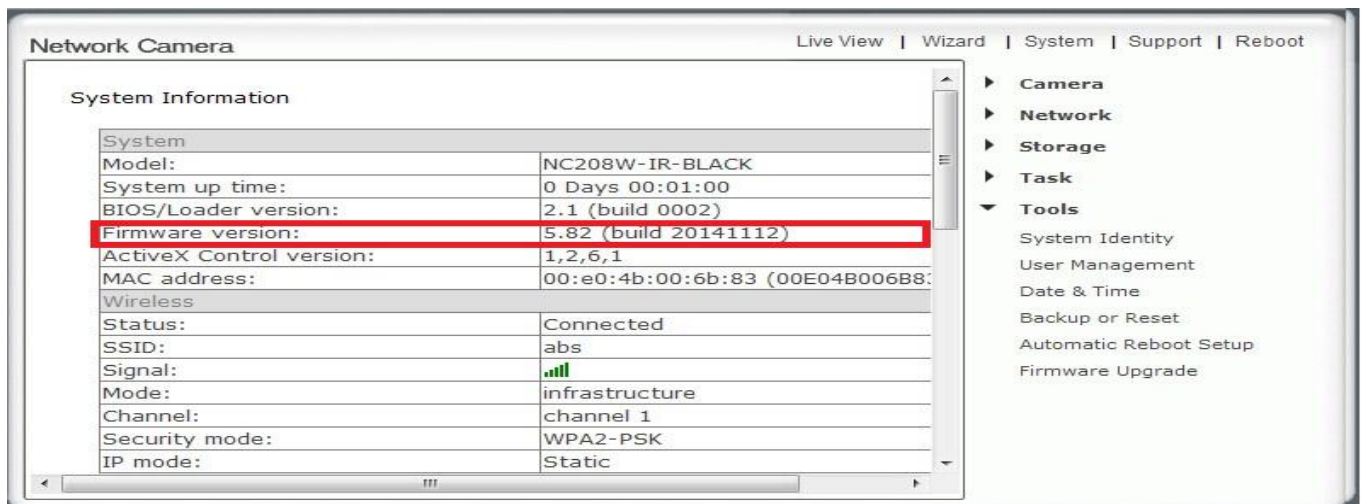 Network Camera
Live View | Wizard | System | Support | Reboot
System Information
System
Model: NC208W-IR-BLACK
System up time: 0 Days 00:01:00
BIOS/Loader version: 2.1 (build 0002)
Firmware version: 5.82 (build 20141112)
ActiveX Control version: 1,2,6,1
MAC address: 00:e0:4b:00:6b:83
Wireless
Status: Connected
SSID: abs
Signal:
Mode: infrastructure
Channel: channel 1
Security mode: WPA2-PSK
IP mode: Static
Camera
Network
Storage
Task
Tools
System Identity
User Management
Date & Time
Backup or Reset
Automatic Reboot Setup
Firmware Upgrade